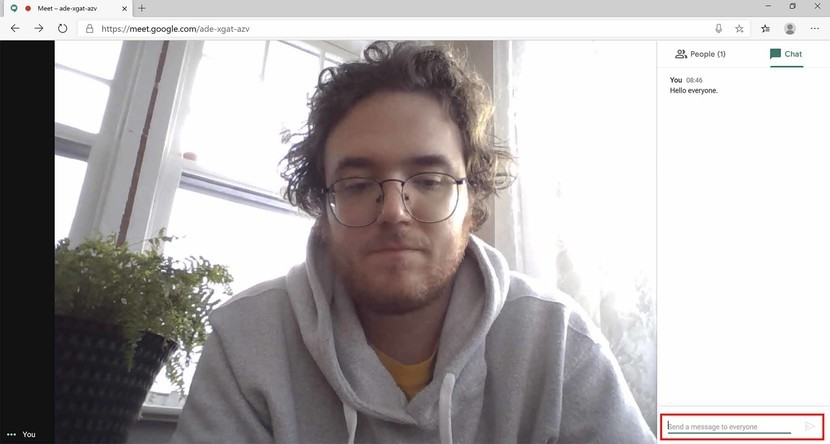 Meet – ade-xgat-azv
https://meet.google.com/ade-xgat-azv
People (1)
Chat
You 08:46
Hello everyone.
You
Send a message to everyone